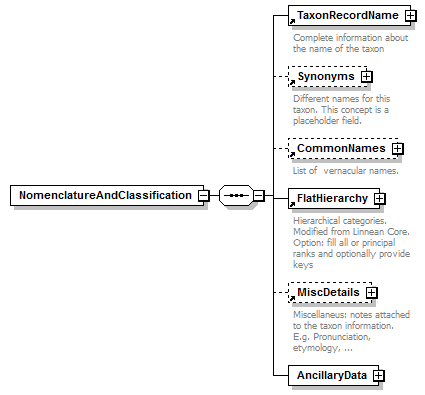 TaxonRecordName
Complete information about
the name of the taxon
Synonyms
Different names for this
taxon. This concept is a
placeholder field.
CommonNames
List of vernacular names.
NomenclatureAndClassification
FlatHierarchy
Hierarchical categories.
Modified from Linnean Core.
Option: fill all or principal
ranks and optionally provide
keys
MiscDetails
Miscellaneus: notes attached
to the taxon information.
E.g. Pronunciation,
etymology, ...
AncillaryData